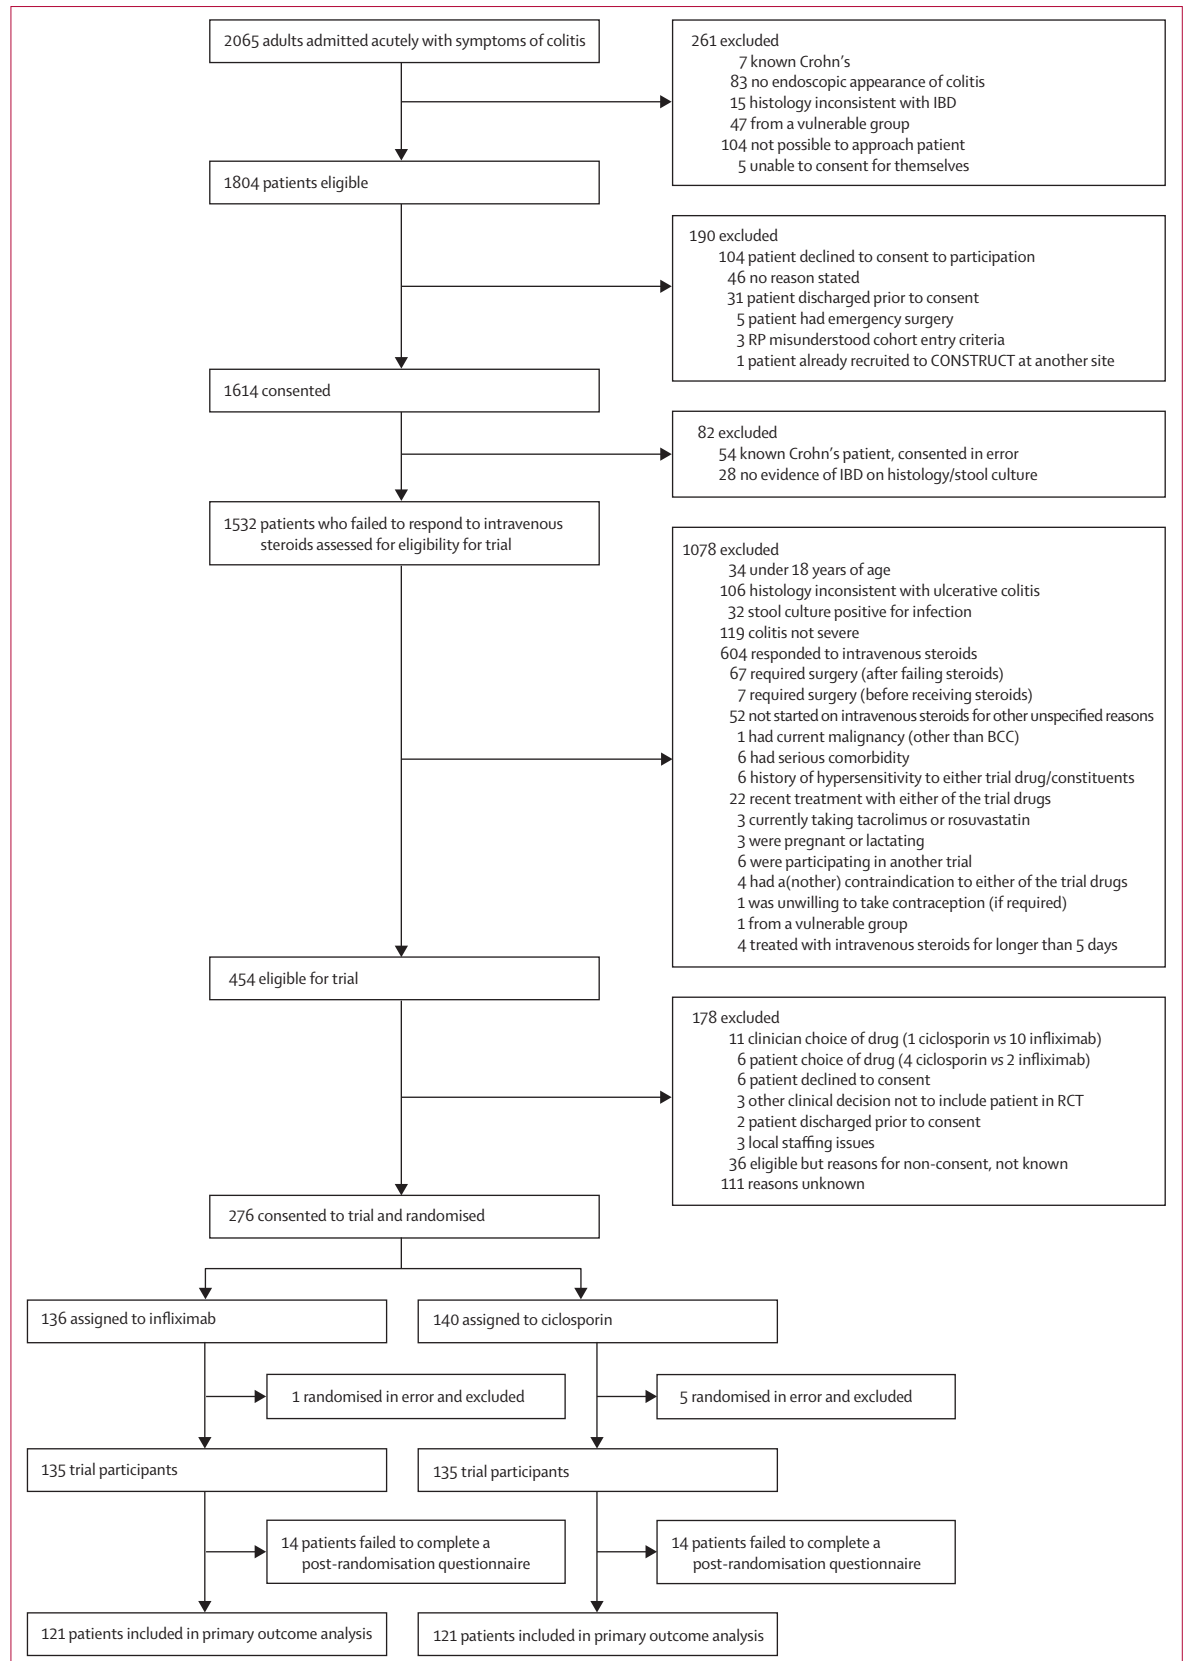 2065 adults admitted acutely with symptoms of colitis
261 excluded
7 known Crohn's
83 no endoscopic appearance of colitis
15 histology inconsistent with IBD
47 from a vulnerable group
104 not possible to approach patient
5 unable to consent for themselves
1804 patients eligible
190 excluded
104 patient declined to consent to participation
46 no reason stated
31 patient discharged prior to consent
5 patient had emergency surgery
3 RP misunderstood cohort entry criteria
1 patient already recruited to CONSTRUCT at another site
1614 consented
82 excluded
54 known Crohn's patient, consented in error
28 no evidence of IBD on histology/stool culture
1532 patients who failed to respond to intravenous
steroids assessed for eligibility for trial
1078 excluded
34 under 18 years of age
106 histology inconsistent with ulcerative colitis
32 stool culture positive for infection
119 colitis not severe
604 responded to intravenous steroids
67 required surgery (after failing steroids)
7 required surgery (before receiving steroids)
52 not started on intravenous steroids for other unspecified reasons
1 had current malignancy (other than BCC)
6 had serious comorbidity
6 history of hypersensitivity to either trial drug/constituents
22 recent treatment with either of the trial drugs
3 currently taking tacrolimus or rosuvastatin
3 were pregnant or lactating
6 were participating in another trial
4 had a(nother) contraindication to either of the trial drugs
1 was unwilling to take contraception (if required)
1 from a vulnerable group
4 treated with intravenous steroids for longer than 5 days
454 eligible for trial
178 excluded
11 clinician choice of drug (1 ciclosporin vs 10 infliximab)
6 patient choice of drug (4 ciclosporin vs 2 infliximab)
6 patient declined to consent
3 other clinical decision not to include patient in RCT
2 patient discharged prior to consent
3 local staffing issues
36 eligible but reasons for non-consent, not known
111 reasons unknown
276 consented to trial and randomised
136 assigned to infliximab
140 assigned to ciclosporin
1 randomised in error and excluded
5 randomised in error and excluded
135 trial participants
135 trial participants
14 patients failed to complete a
post-randomisation questionnaire
14 patients failed to complete a
post-randomisation questionnaire
121 patients included in primary outcome analysis
121 patients included in primary outcome analysis